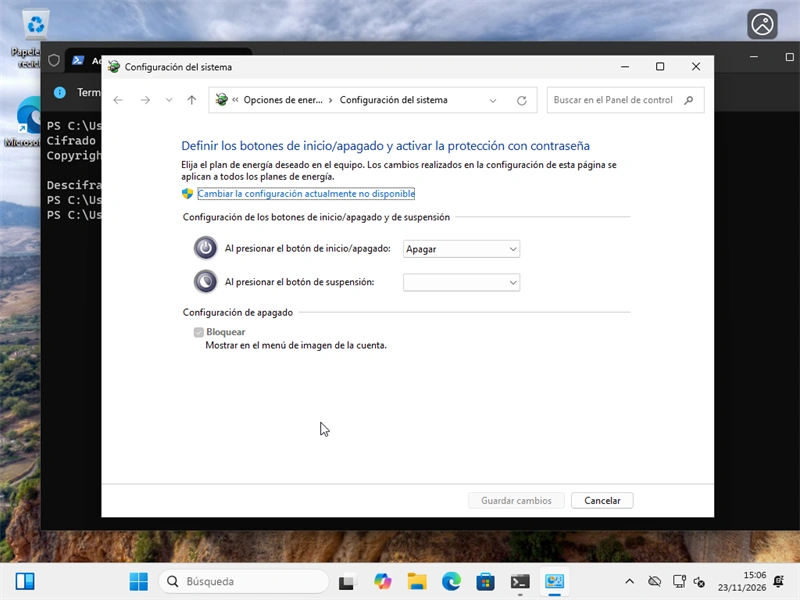 Configuración del sistema
Opciones de ener...
Configuración del sistema
Buscar en el Panel de control
Definir los botones de inicio/apagado y activar la protección con contraseña
Elija el plan de energía deseado en el equipo. Los cambios realizados en la configuración de esta página se
aplican a todos los planes de energía.
Cambiar la configuración actualmente no disponible
Configuración de los botones de inicio/apagado y de suspensión
Al presionar el botón de inicio/apagado: Apagar
Al presionar el botón de suspensión:
Configuración de apagado
Bloquear
Mostrar en el menú de imagen de la cuenta.
Guardar cambios
Cancelar
Term
PS C:\Us
Cifrado
Copyrigh
Descifra
PS C:\Us
PS C:\Us
Búsqueda
15:06
23/11/2026